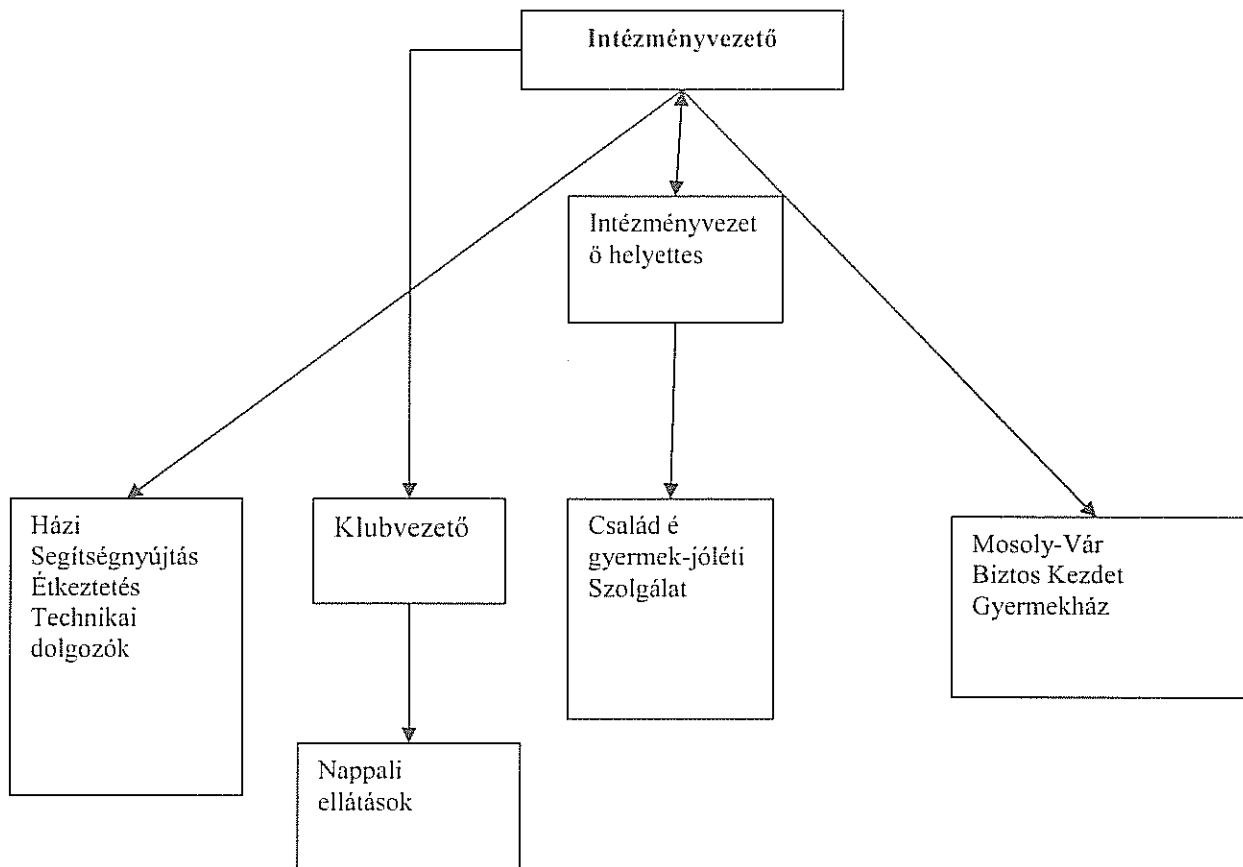 Intézményvezető
Intézményvezet
ő helyettes
Házi
Segítségnyújtás
Étkeztetés
Technikai
dolgozók
Klubvezető
Család é
gyermek-jóléti
Szolgálat
Mosoly-Vár
Biztos Kezdet
Gyermekház
Nappali
ellátások